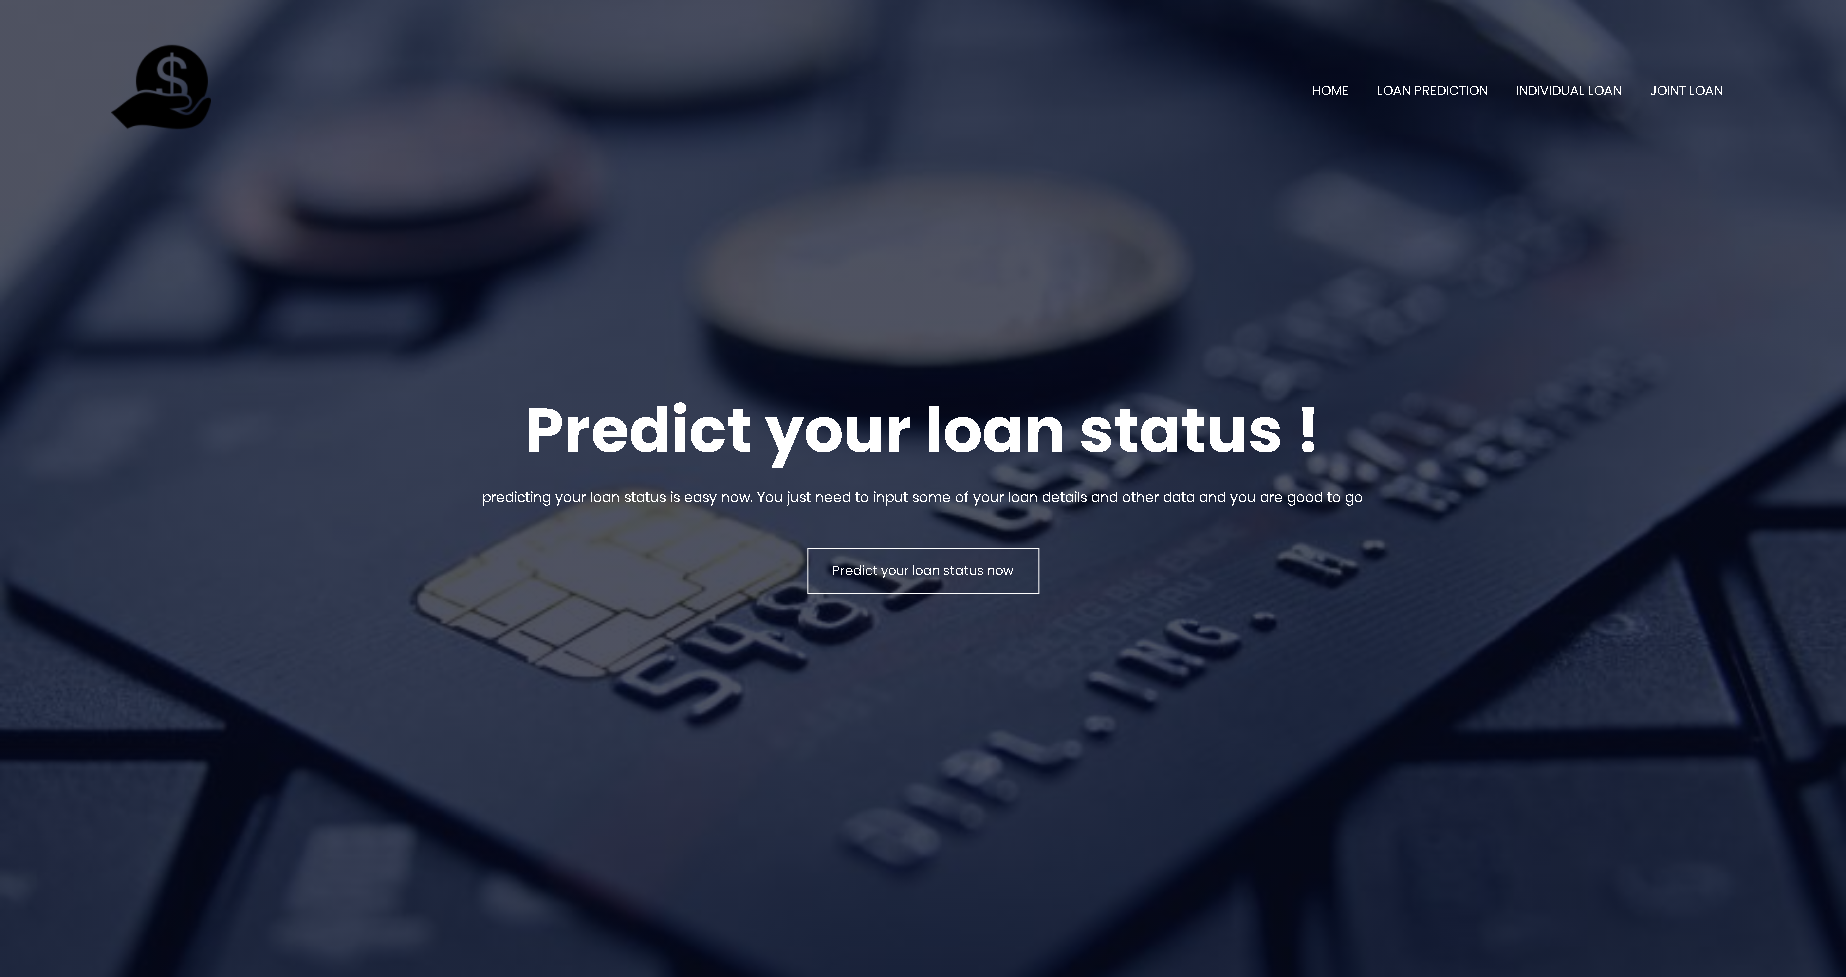 $
HOME LOAN PREDICTION INDIVIDUAL LOAN JOINT LOAN
Predict your loan status !
predicting your loan status is easy now. You just need to input some of your loan details and other data and you are good to go
Predict your loan status now
5481
DIPL.ING. H.